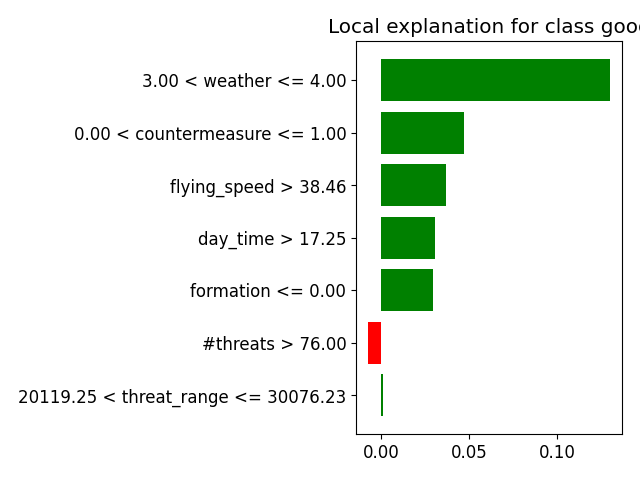 Local explanation for class goo
3.00 < weather <= 4.00
0.00 < countermeasure <= 1.00
flying_speed > 38.46
day_time > 17.25
formation <= 0.00
#threats > 76.00
20119.25 < threat_range <= 30076.23
0.00 0.05 0.10